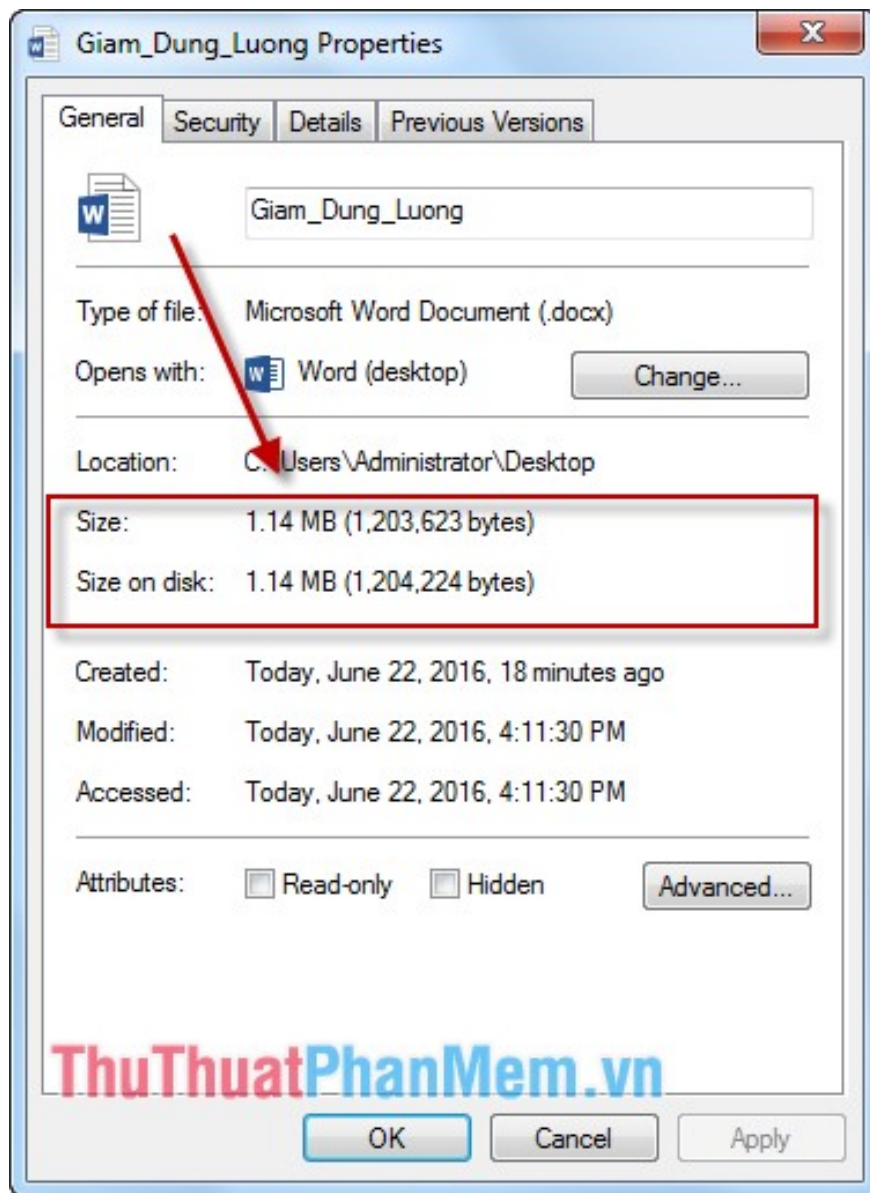 Giam_Dung_Luong Properties
General Security Details Previous Versions
Giam_Dung_Luong
Type of file: Microsoft Word Document (.docx)
Opens with: Word (desktop) Change...
Location: C:\Users\Administrator\Desktop
Size: 1.14 MB (1,203,623 bytes)
Size on disk: 1.14 MB (1,204,224 bytes)
Created: Today, June 22, 2016, 18 minutes ago
Modified: Today, June 22, 2016, 4:11:30 PM
Accessed: Today, June 22, 2016, 4:11:30 PM
Attributes: Read-only Hidden Advanced...
ThuThuatPhanMem.vn
OK Cancel Apply